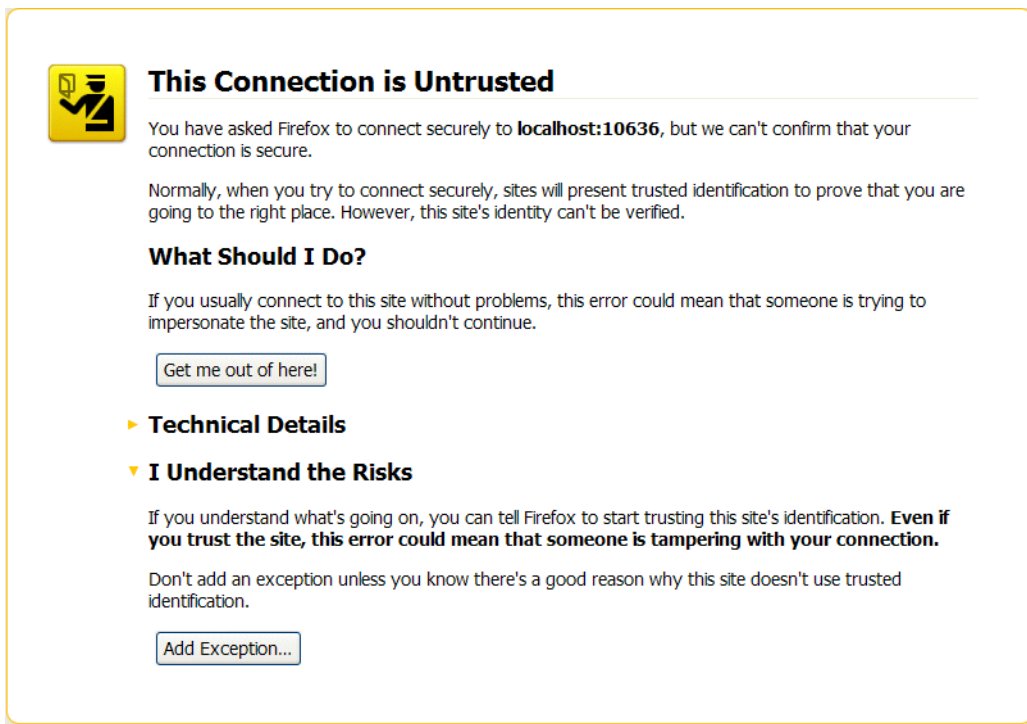 This Connection is Untrusted
You have asked Firefox to connect securely to localhost:10636, but we can't confirm that your
connection is secure.
Normally, when you try to connect securely, sites will present trusted identification to prove that you are
going to the right place. However, this site's identity can't be verified.
What Should I Do?
If you usually connect to this site without problems, this error could mean that someone is trying to
impersonate the site, and you shouldn't continue.
Get me out of here!
Technical Details
I Understand the Risks
If you understand what's going on, you can tell Firefox to start trusting this site's identification. Even if
you trust the site, this error could mean that someone is tampering with your connection.
Don't add an exception unless you know there's a good reason why this site doesn't use trusted
identification.
Add Exception...